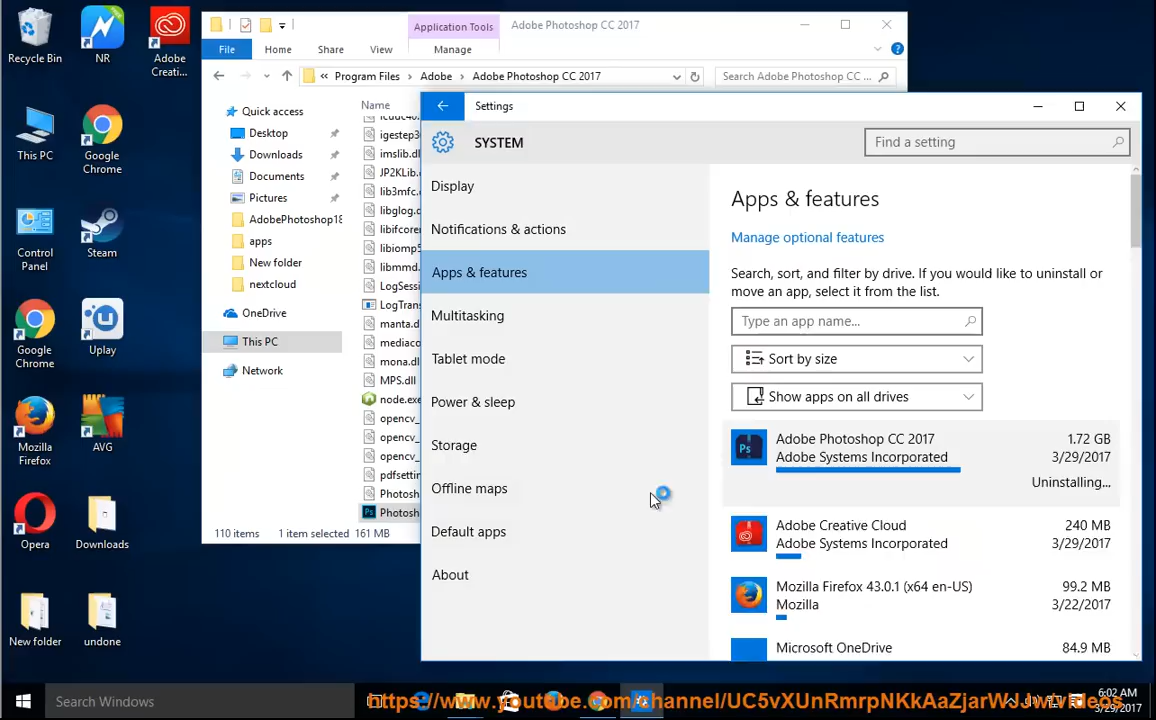 Recycle Bin
NR
Adobe
Creati...
This PC
Google
Chrome
Control
Panel
Steam
Google
Chrome
Uplay
Mozilla
Firefox
AVG
Opera
Downloads
New folder
undone
Application Tools
Adobe Photoshop CC 2017
File
Home
Share
View
Manage
« Program Files > Adobe > Adobe Photoshop CC 2017
Search Adobe Photoshop CC ...
Quick access
Desktop
Downloads
Documents
Pictures
AdobePhotoshop18
apps
New folder
nextcloud
OneDrive
This PC
Network
Name
igestep3
imslib.d
JP2KLib.
lib3mfc.
libglog.d
libifcore
libiomp5
libmmd.
LogSessi
LogTrans
manta.d
mediaco
mona.dl
MPS.dll
node.exe
opencv_
opencv_
opencv_
pdfsettin
Photosh
Photosh
110 items
1 item selected 161 MB
Settings
SYSTEM
Find a setting
Display
Notifications & actions
Apps & features
Multitasking
Tablet mode
Power & sleep
Storage
Offline maps
Default apps
About
Apps & features
Manage optional features
Search, sort, and filter by drive. If you would like to uninstall or
move an app, select it from the list.
Type an app name...
Sort by size
Show apps on all drives
Adobe Photoshop CC 2017
1.72 GB
Adobe Systems Incorporated
3/29/2017
Uninstalling...
Adobe Creative Cloud
240 MB
Adobe Systems Incorporated
3/29/2017
Mozilla Firefox 43.0.1 (x64 en-US)
99.2 MB
Mozilla
3/22/2017
Microsoft OneDrive
84.9 MB
Search Windows
6:02 AM
3/29/2017